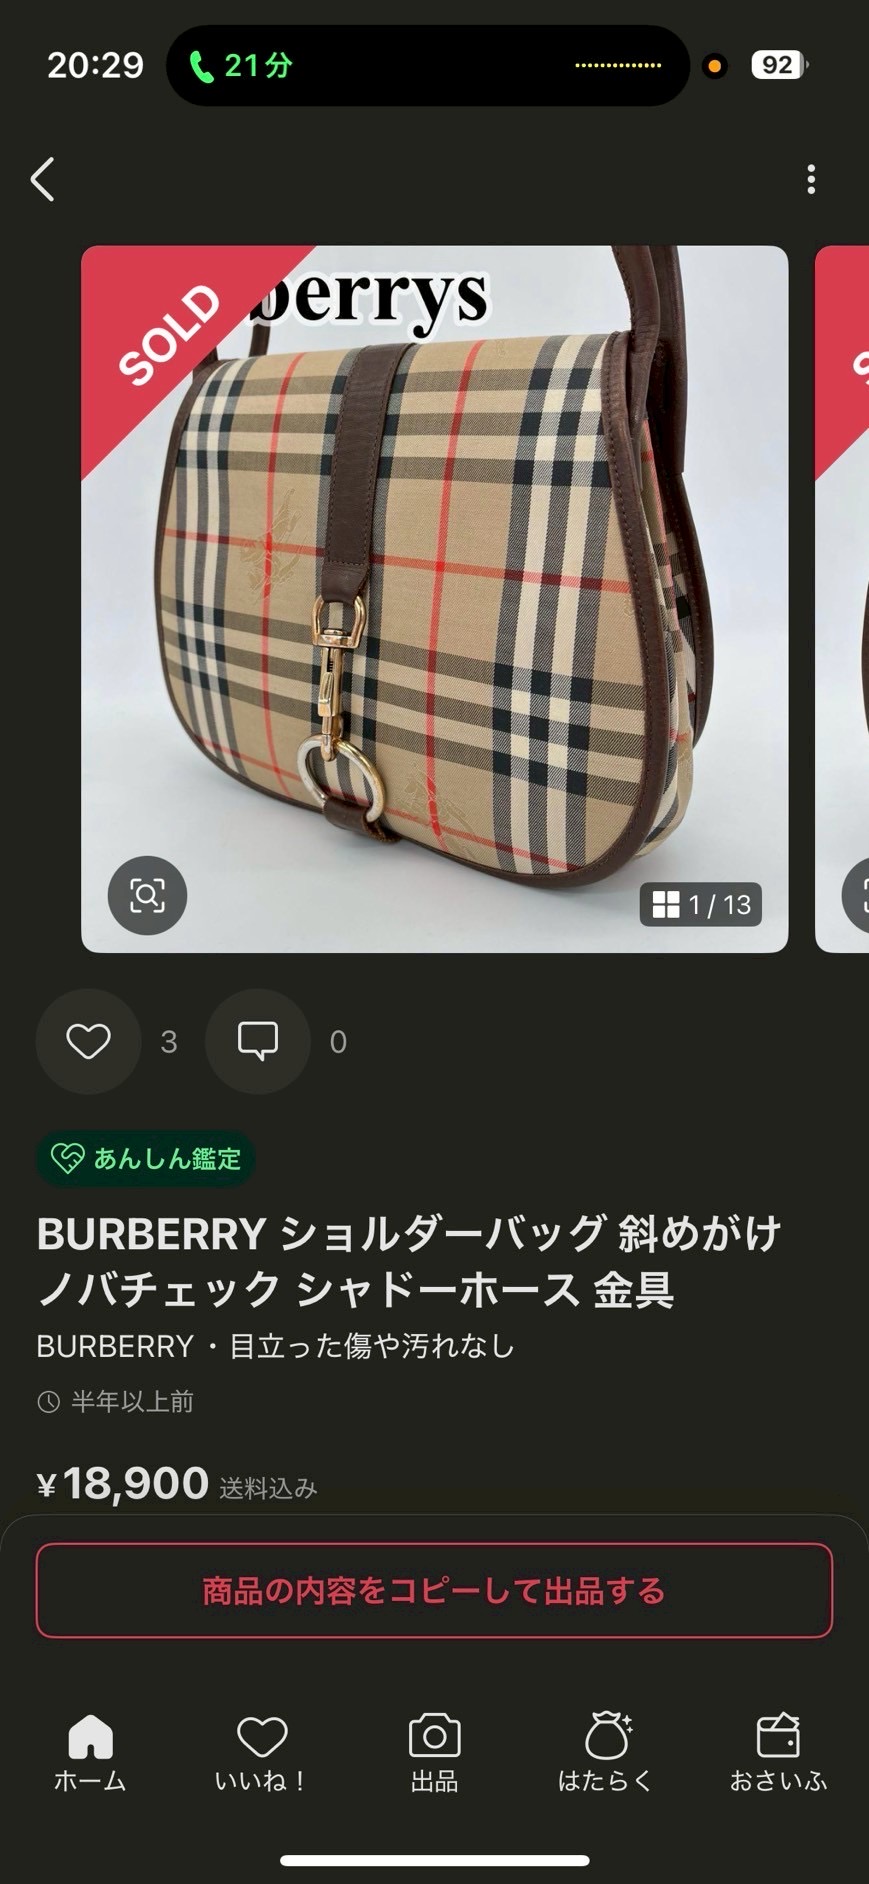 20:29
21分
92
berrys
SOLD
1 / 13
3
0
あんしん鑑定
BURBERRY ショルダーバッグ 斜めがけ
ノバチェック シャドーホース 金具
BURBERRY・目立った傷や汚れなし
半年以上前
¥18,900 送料込み
商品の内容をコピーして出品する
ホーム
いいね！
出品
はたらく
おさいふ